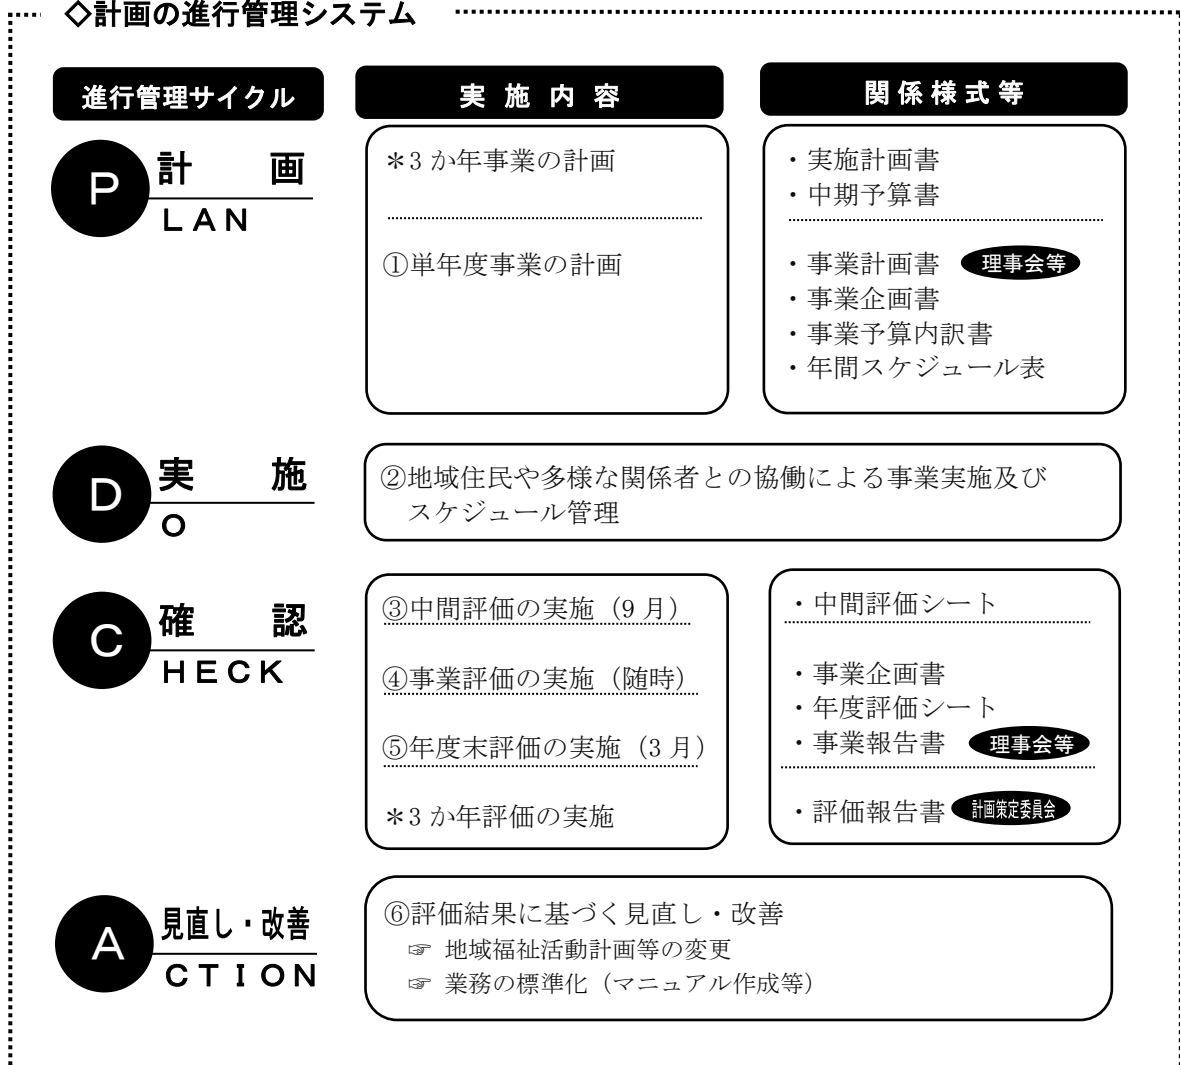 ◇計画の進行管理システム
進行管理サイクル
実施内容
関係様式等
P 計画
LAN
＊3か年事業の計画
①単年度事業の計画
・実施計画書
・中期予算書
・事業計画書 理事会等
・事業企画書
・事業予算内訳書
・年間スケジュール表
D 実施
O
②地域住民や多様な関係者との協働による事業実施及び
スケジュール管理
C 確認
HECK
③中間評価の実施（9月）
④事業評価の実施（随時）
⑤年度末評価の実施（3月）
＊3か年評価の実施
・中間評価シート
・事業企画書
・年度評価シート
・事業報告書 理事会等
・評価報告書 計画策定委員会
A 見直し・改善
CTION
⑥評価結果に基づく見直し・改善
☞ 地域福祉活動計画等の変更
☞ 業務の標準化（マニュアル作成等）